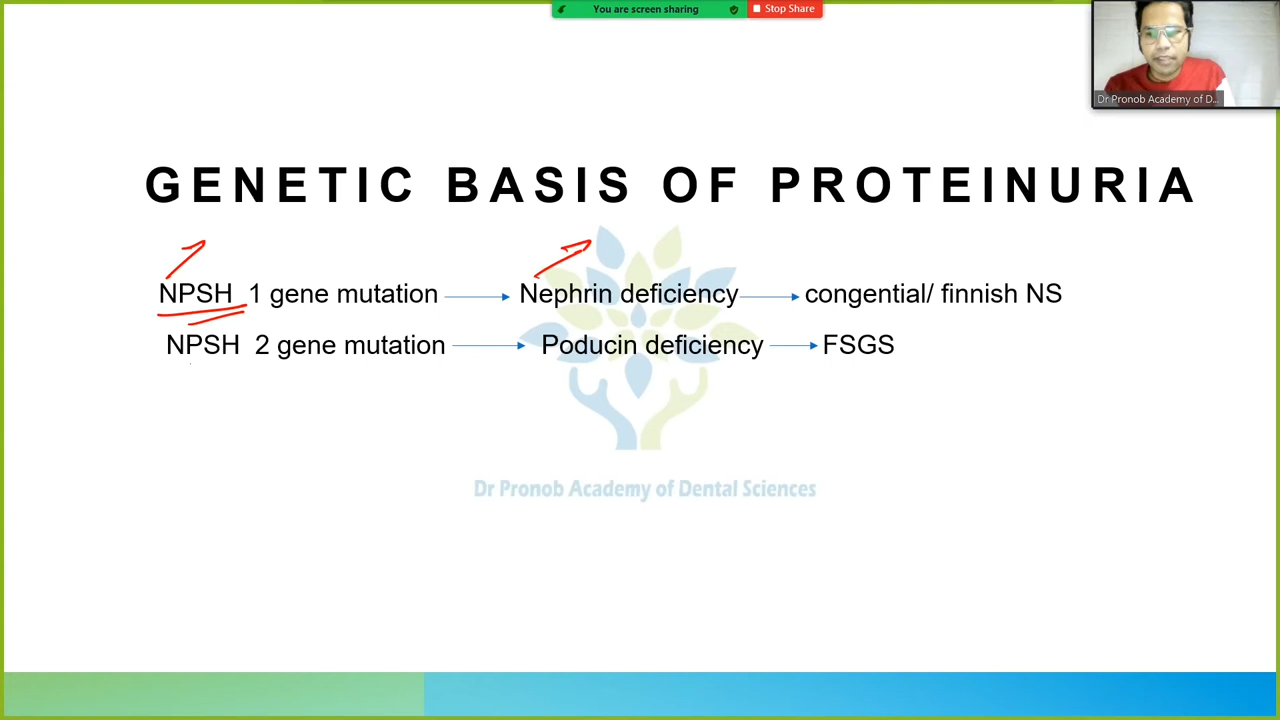 You are screen sharing Stop Share
Dr Pronob Academy of D...
GENETIC BASIS OF PROTEINURIA
NPSH 1 gene mutation Nephrin deficiency congential/ finnish NS
NPSH 2 gene mutation Poducin deficiency FSGS
Dr Pronob Academy of Dental Sciences